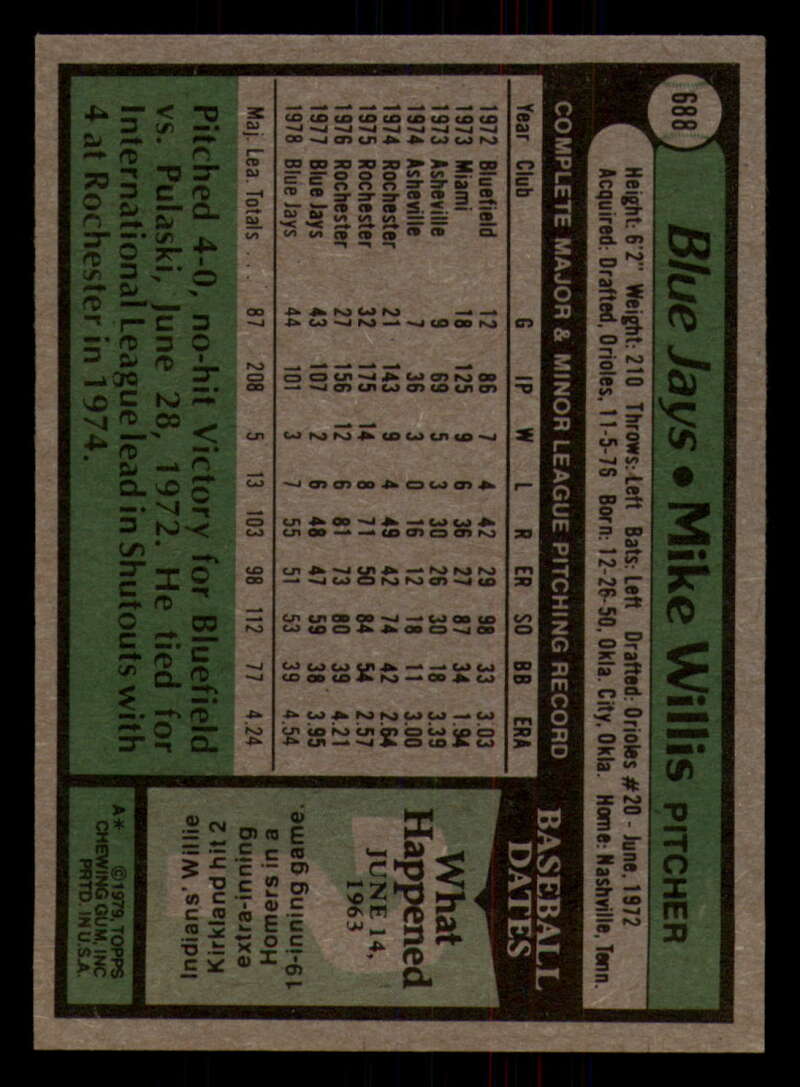 688
Blue Jays • Mike Willis PITCHER
Height: 6'2" Weight: 210 Throws: Left Bats: Left Drafted: Orioles #20 - June, 1972
Acquired: Drafted, Orioles, 11-5-76 Born: 12-26-50, Okla. City, Okla. Home: Nashville, Tenn.
COMPLETE MAJOR & MINOR LEAGUE PITCHING RECORD
Year Club G IP W L R ER SO BB ERA
1972 Bluefield 12 86 7 4 42 29 98 33 3.03
1973 Miami 18 125 9 6 36 27 87 34 1.94
1973 Asheville 9 69 5 3 30 26 30 18 3.39
1974 Asheville 7 36 3 0 16 12 18 11 3.00
1974 Rochester 21 143 9 4 49 42 74 42 2.64
1975 Rochester 32 175 14 8 71 50 84 54 2.57
1976 Rochester 27 156 12 6 81 73 80 39 4.21
1977 Blue Jays 43 107 2 6 48 47 59 38 3.95
1978 Blue Jays 44 101 3 7 55 51 53 39 4.54
Maj. Lea. Totals . . . 87 208 5 13 103 98 112 77 4.24
Pitched 4-0, no-hit Victory for Bluefield
vs. Pulaski, June 28, 1972. He tied for
International League lead in Shutouts with
4 at Rochester in 1974.
BASEBALL
DATES
What
Happened
JUNE 14,
1963
Indians' Willie
Kirkland hit 2
extra-inning
Homers in a
19-inning game.
A* ©1979, TOPPS
CHEWING GUM, INC
PRTD. IN U.S.A.